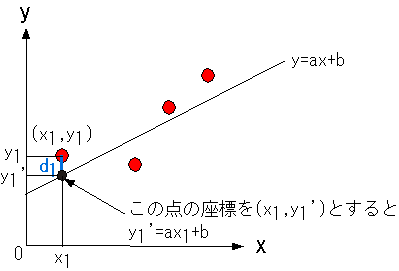 y
y=ax+b
(x₁,y₁)
y₁
d₁
y₁'
この点の座標を(x₁,y₁')とすると
y₁'=ax₁+b
0
x₁
x